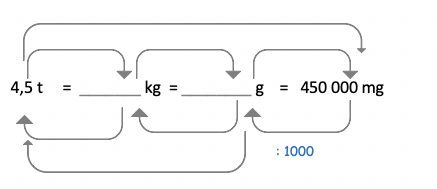 4,5 t = ________ kg = ________ g = 450 000 mg
: 1000